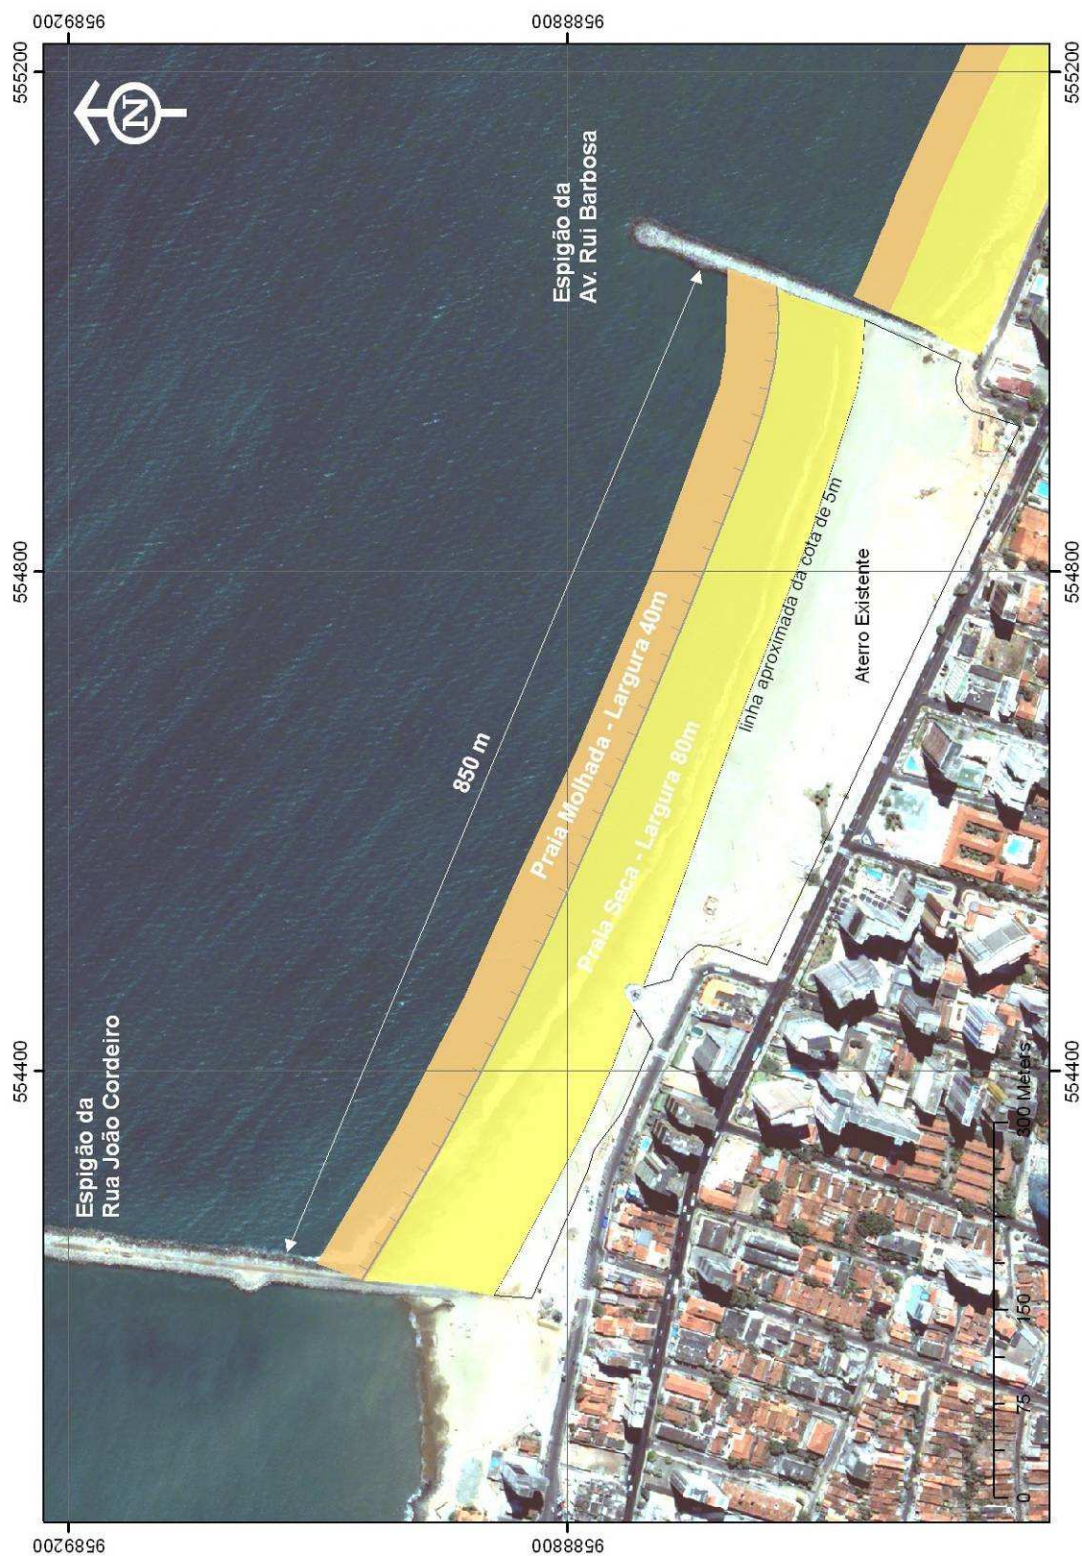 9589200
9588800
555200
555200
N
Espigão da
Av. Rui Barbosa
554800
554800
850 m
Praia Molhada - Largura 40m
Praia Seca - Largura 80m
linha aproximada da cota de 5m
Aterro Existente
554400
554400
Espigão da
Rua João Cordeiro
0
75
150
300 Meters
9589200
9588800